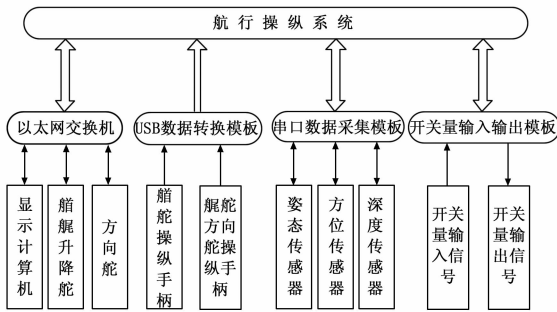 航行操纵系统
以太网交换机
USB数据转换模板
串口数据采集模板
开关量输入输出模板
显示计算机
艏艉升降舵
方向舵
艏舵操纵手柄
艉舵方向舵操纵手柄
姿态传感器
方位传感器
深度传感器
开关量输入信号
开关量输出信号